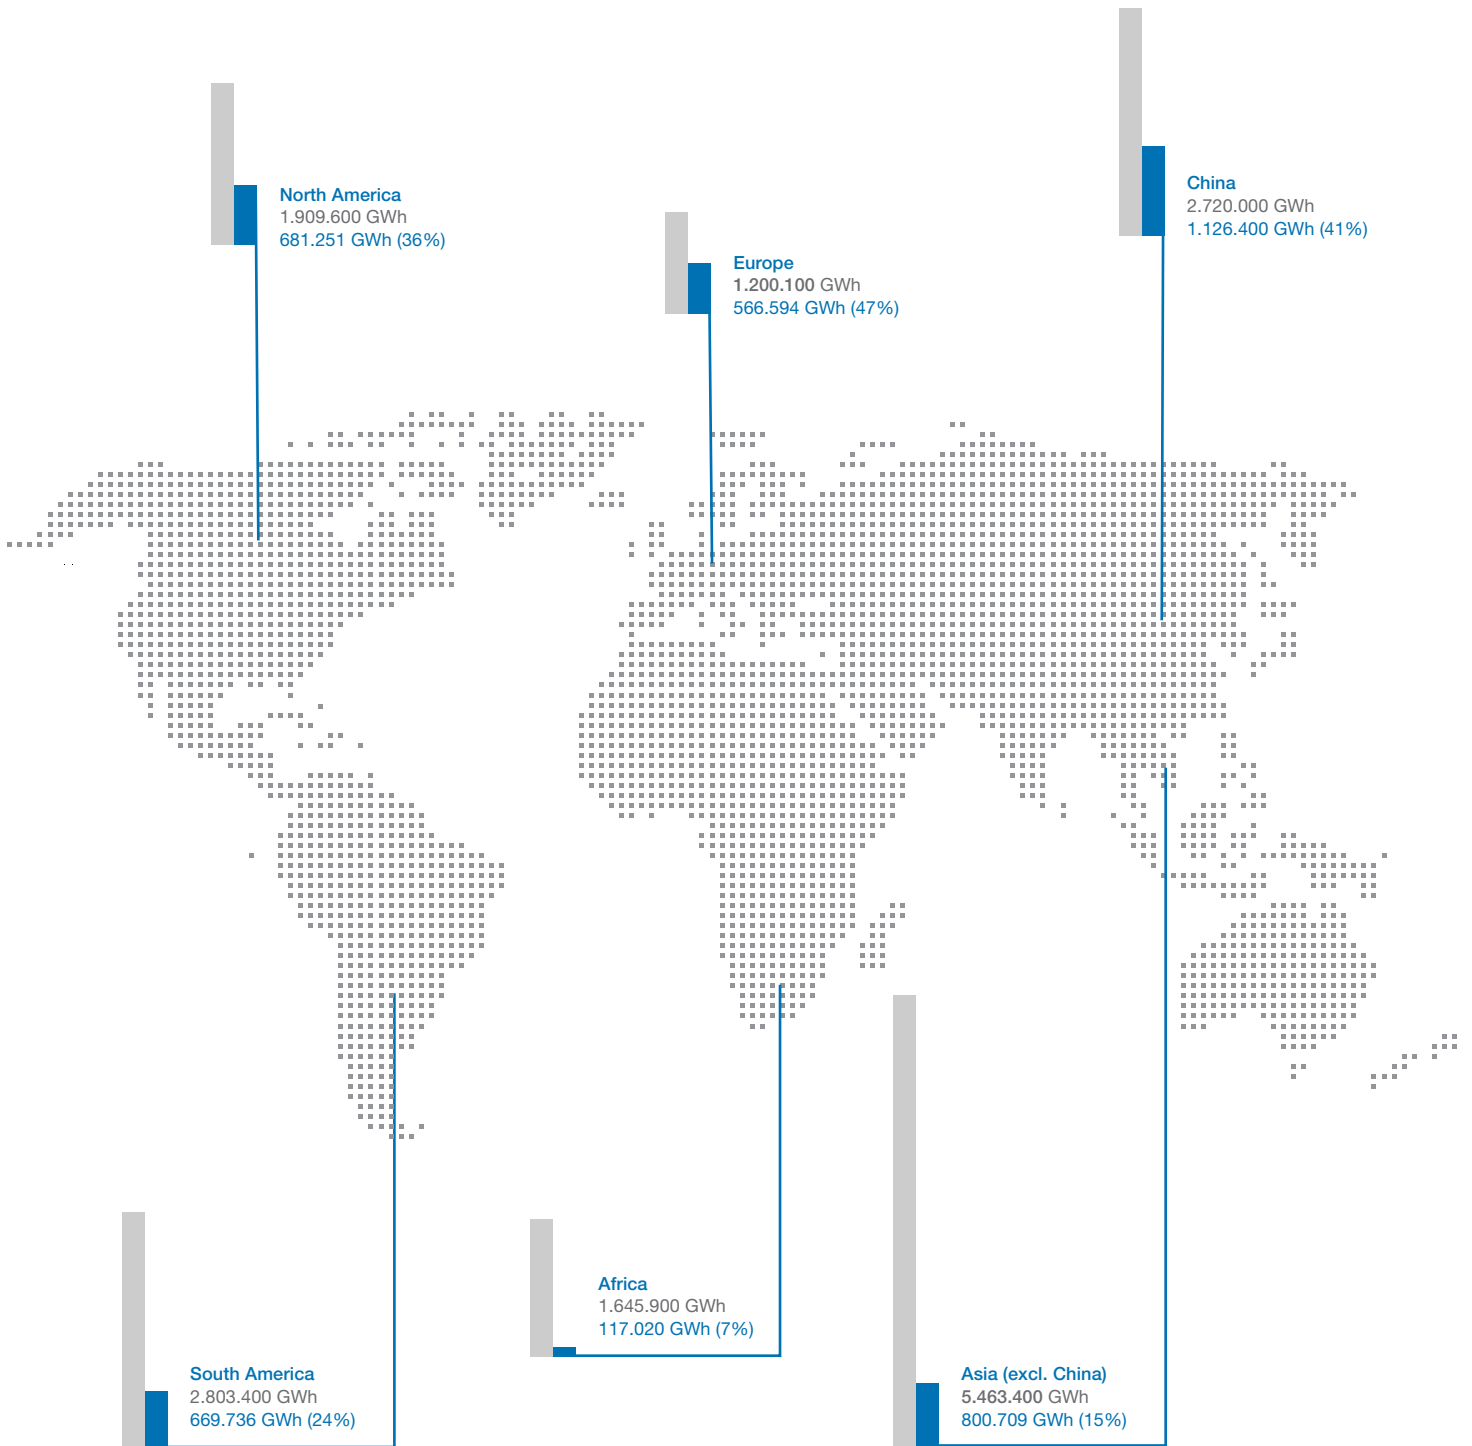 China
2.720.000 GWh
1.126.400 GWh (41%)
North America
1.909.600 GWh
681.251 GWh (36%)
Europe
1.200.100 GWh
566.594 GWh (47%)
Africa
1.645.900 GWh
117.020 GWh (7%)
South America
2.803.400 GWh
669.736 GWh (24%)
Asia (excl. China)
5.463.400 GWh
800.709 GWh (15%)